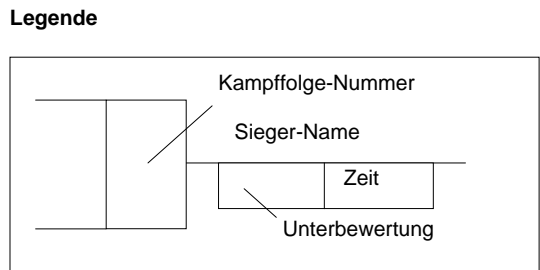 Legende
Kampffolge-Nummer
Sieger-Name
Zeit
Unterbewertung